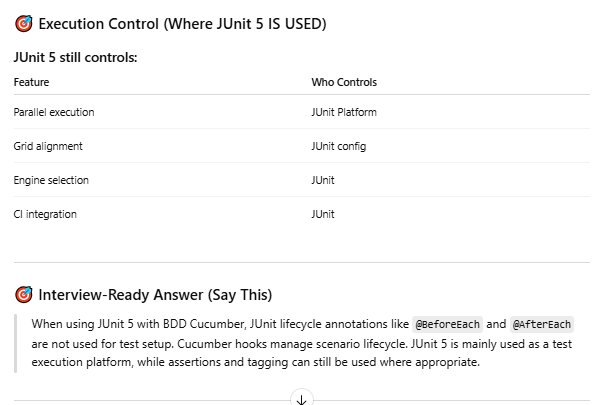 🎯 Execution Control (Where JUnit 5 IS USED)
JUnit 5 still controls:
Feature Who Controls
Parallel execution JUnit Platform
Grid alignment JUnit config
Engine selection JUnit
CI integration JUnit
🎯 Interview-Ready Answer (Say This)
When using JUnit 5 with BDD Cucumber, JUnit lifecycle annotations like @BeforeEach and @AfterEach
are not used for test setup. Cucumber hooks manage scenario lifecycle. JUnit 5 is mainly used as a test
execution platform, while assertions and tagging can still be used where appropriate.